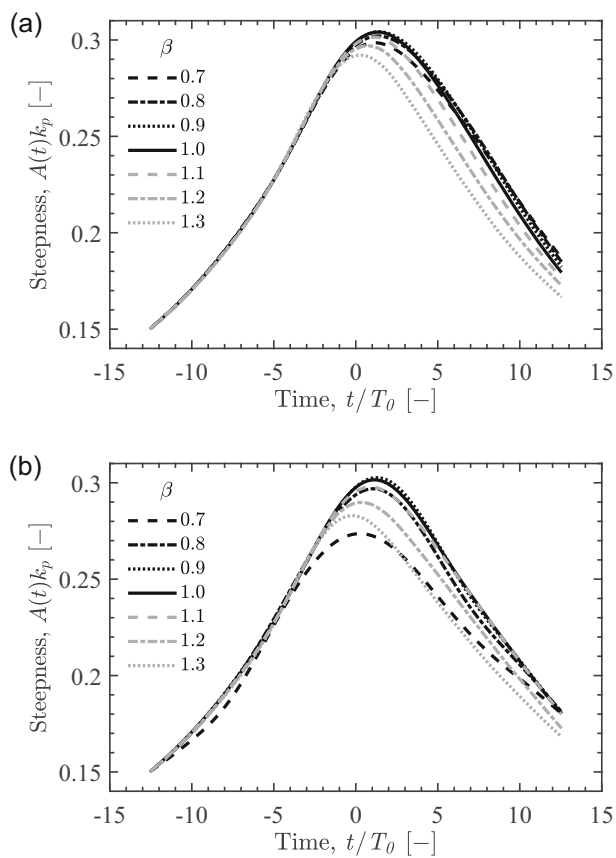 (a)
β
0.7
0.8
0.9
1.0
1.1
1.2
1.3
Steepness, A(t)kₚ [−]
0.3
0.25
0.2
0.15
-15 -10 -5 0 5 10 15
Time, t/T₀ [−]
(b)
β
0.7
0.8
0.9
1.0
1.1
1.2
1.3
Steepness, A(t)kₚ [−]
0.3
0.25
0.2
0.15
-15 -10 -5 0 5 10 15
Time, t/T₀ [−]